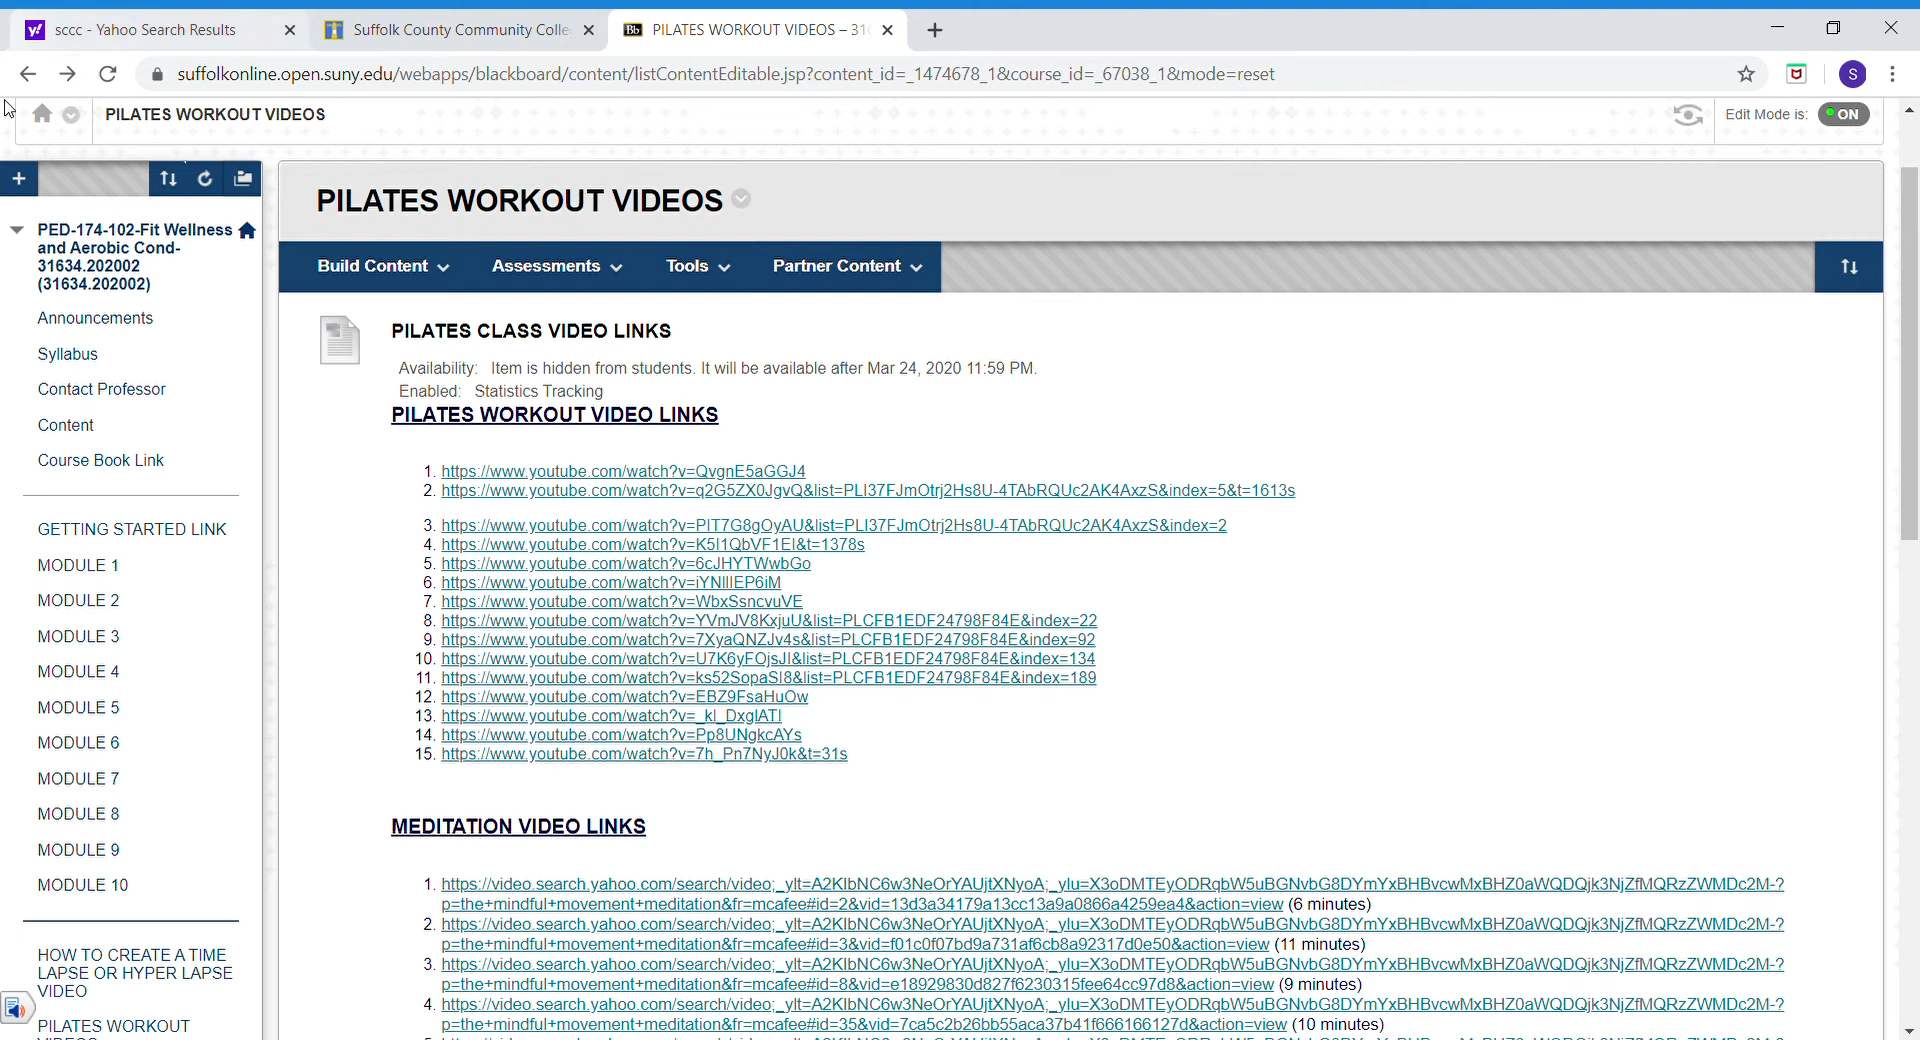 sccc - Yahoo Search Results
Suffolk County Community Colle
PILATES WORKOUT VIDEOS – 31
suffolkonline.open.suny.edu/webapps/blackboard/content/listContentEditable.jsp?content_id=_1474678_1&course_id=_67038_1&mode=reset
S
PILATES WORKOUT VIDEOS
Edit Mode is: ON
PED-174-102-Fit Wellness
and Aerobic Cond-
31634.202002
(31634.202002)
Announcements
Syllabus
Contact Professor
Content
Course Book Link
GETTING STARTED LINK
MODULE 1
MODULE 2
MODULE 3
MODULE 4
MODULE 5
MODULE 6
MODULE 7
MODULE 8
MODULE 9
MODULE 10
HOW TO CREATE A TIME
LAPSE OR HYPER LAPSE
VIDEO
PILATES WORKOUT
PILATES WORKOUT VIDEOS
Build Content
Assessments
Tools
Partner Content
PILATES CLASS VIDEO LINKS
Availability: Item is hidden from students. It will be available after Mar 24, 2020 11:59 PM.
Enabled: Statistics Tracking
PILATES WORKOUT VIDEO LINKS
1. https://www.youtube.com/watch?v=QvgnE5aGGJ4
2. https://www.youtube.com/watch?v=q2G5ZX0JgvQ&list=PLI37FJmOtrj2Hs8U-4TAbRQUc2AK4AxzS&index=5&t=1613s
3. https://www.youtube.com/watch?v=PIT7G8gOyAU&list=PLI37FJmOtrj2Hs8U-4TAbRQUc2AK4AxzS&index=2
4. https://www.youtube.com/watch?v=K5I1QbVF1EI&t=1378s
5. https://www.youtube.com/watch?v=6cJHYTWwbGo
6. https://www.youtube.com/watch?v=iYNIlIEP6iM
7. https://www.youtube.com/watch?v=WbxSsncvuVE
8. https://www.youtube.com/watch?v=YVmJV8KxjuU&list=PLCFB1EDF24798F84E&index=22
9. https://www.youtube.com/watch?v=7XyaQNZJv4s&list=PLCFB1EDF24798F84E&index=92
10. https://www.youtube.com/watch?v=U7K6yFOjsJI&list=PLCFB1EDF24798F84E&index=134
11. https://www.youtube.com/watch?v=ks52SopaSI8&list=PLCFB1EDF24798F84E&index=189
12. https://www.youtube.com/watch?v=EBZ9FsaHuOw
13. https://www.youtube.com/watch?v=_kl_DxglATI
14. https://www.youtube.com/watch?v=Pp8UNgkcAYs
15. https://www.youtube.com/watch?v=7h_Pn7NyJ0k&t=31s
MEDITATION VIDEO LINKS
1. https://video.search.yahoo.com/search/video;_ylt=A2KIbNC6w3NeOrYAUjtXNyoA;_ylu=X3oDMTEyODRqbW5uBGNvbG8DYmYxBHBvcwMxBHZ0aWQDQjk3NjZfMQRzZWMDc2M-?
p=the+mindful+movement+meditation&fr=mcafee#id=2&vid=13d3a34179a13cc13a9a0866a4259ea4&action=view (6 minutes)
2. https://video.search.yahoo.com/search/video;_ylt=A2KIbNC6w3NeOrYAUjtXNyoA;_ylu=X3oDMTEyODRqbW5uBGNvbG8DYmYxBHBvcwMxBHZ0aWQDQjk3NjZfMQRzZWMDc2M-?
p=the+mindful+movement+meditation&fr=mcafee#id=3&vid=f01c0f07bd9a731af6cb8a92317d0e50&action=view (11 minutes)
3. https://video.search.yahoo.com/search/video;_ylt=A2KIbNC6w3NeOrYAUjtXNyoA;_ylu=X3oDMTEyODRqbW5uBGNvbG8DYmYxBHBvcwMxBHZ0aWQDQjk3NjZfMQRzZWMDc2M-?
p=the+mindful+movement+meditation&fr=mcafee#id=8&vid=e18929830d827f6230315fee64cc97d8&action=view (9 minutes)
4. https://video.search.yahoo.com/search/video;_ylt=A2KIbNC6w3NeOrYAUjtXNyoA;_ylu=X3oDMTEyODRqbW5uBGNvbG8DYmYxBHBvcwMxBHZ0aWQDQjk3NjZfMQRzZWMDc2M-?
p=the+mindful+movement+meditation&fr=mcafee#id=35&vid=7ca5c2b26bb55aca37b41f666166127d&action=view (10 minutes)